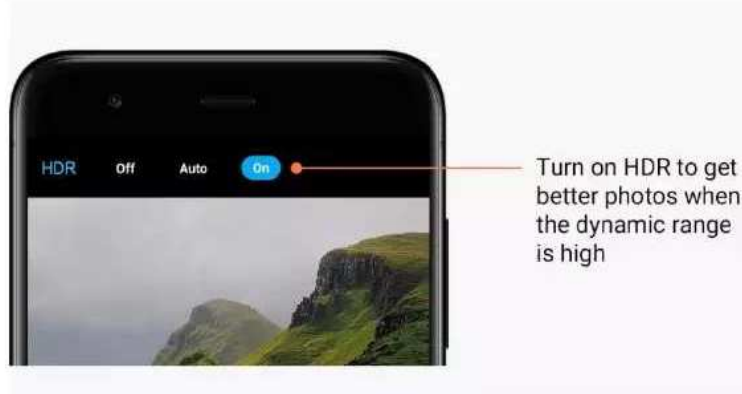 HDR Off Auto On
Turn on HDR to get
better photos when
the dynamic range
is high